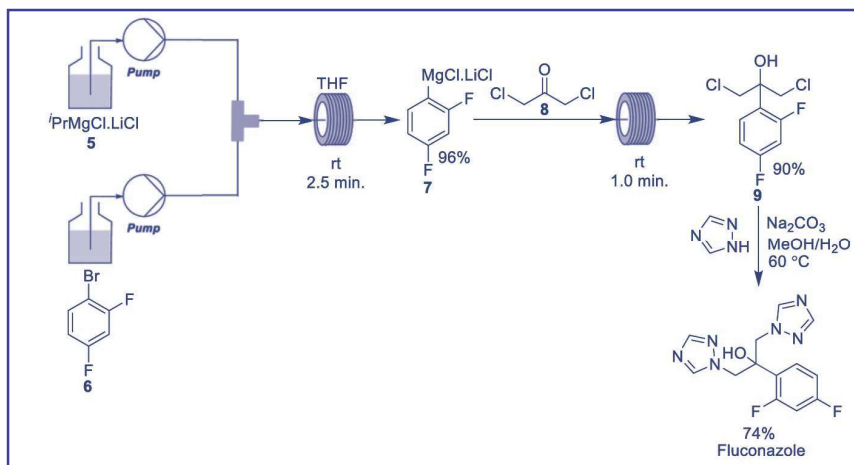 Pump
ⁱPrMgCl.LiCl
5
Pump
Br
F
F
6
THF
rt
2.5 min.
MgCl.LiCl
F
F
96%
7
O
Cl
Cl
8
rt
1.0 min.
OH
Cl
Cl
F
F
90%
9
N
N
NH
Na₂CO₃
MeOH/H₂O
60 °C
N
N
N
N
N
N
HO
F
F
74%
Fluconazole